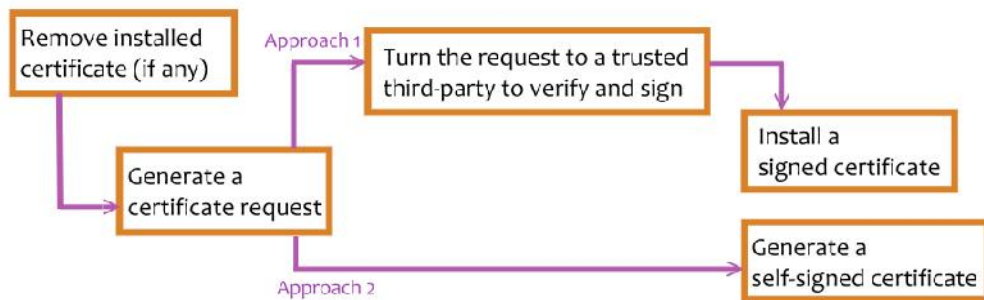 Remove installed
certificate (if any)
Approach 1
Turn the request to a trusted
third-party to verify and sign
Install a
signed certificate
Generate a
certificate request
Approach 2
Generate a
self-signed certificate